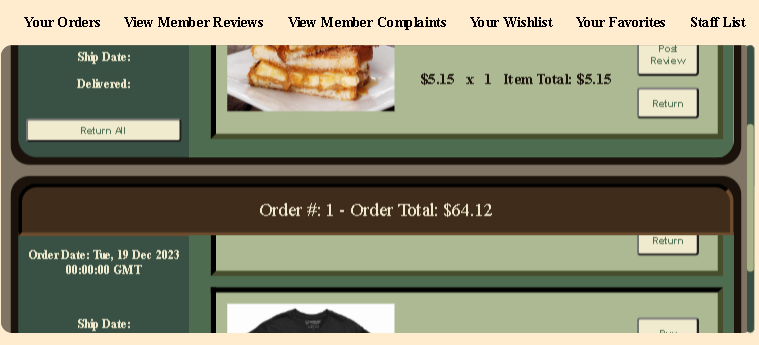 Your Orders View Member Reviews View Member Complaints Your Wishlist Your Favorites Staff List
Ship Date:
Delivered:
Return All
$5.15 x 1 Item Total: $5.15
Post
Review
Return
Order #: 1 - Order Total: $64.12
Order Date: Tue, 19 Dec 2023
00:00:00 GMT
Ship Date:
Return